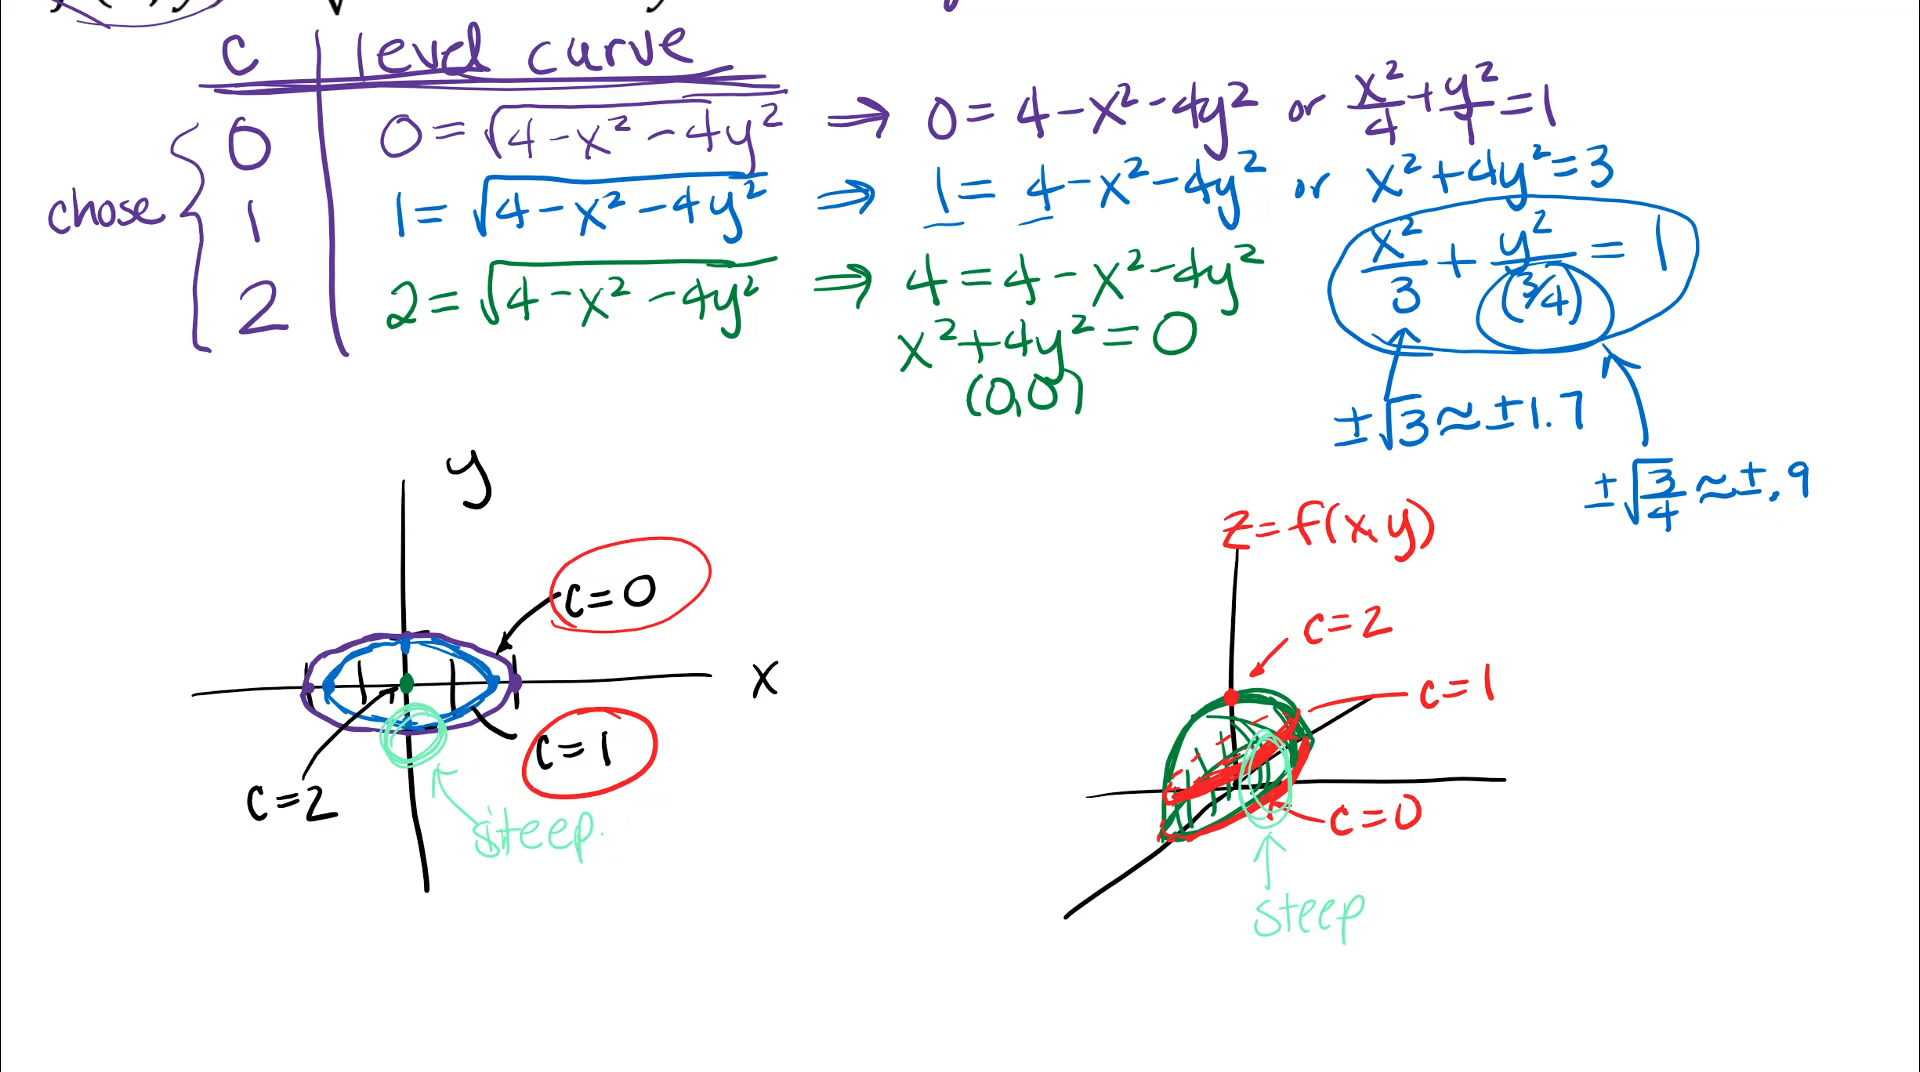 c | level curve
0 | 0 = √(4 - x² - 4y²) ⇒ 0 = 4 - x² - 4y² or x²/4 + y²/1 = 1
chose { 1 | 1 = √(4 - x² - 4y²) ⇒ 1 = 4 - x² - 4y² or x² + 4y² = 3
x²/3 + y²/(3/4) = 1
2 | 2 = √(4 - x² - 4y²) ⇒ 4 = 4 - x² - 4y²
x² + 4y² = 0
(0,0)
±√3 ≈ ±1.7
±√(3/4) ≈ ±.9
y
z = f(x,y)
c = 0
c = 2
x
c = 1
c = 1
c = 2
c = 0
steep.
steep